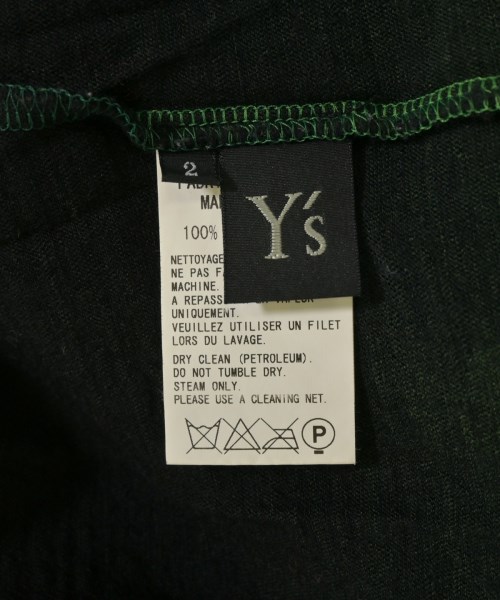 2
Y's
100%
NETTOYAGE
NE PAS
MACHINE.
A
UNIQUEMENT.
VEUILLEZ UTILISER UN FILET
LORS DU LAVAGE.
DRY CLEAN (PETROLEUM).
DO NOT TUMBLE DRY.
STEAM ONLY.
PLEASE USE A CLEANING NET.
P